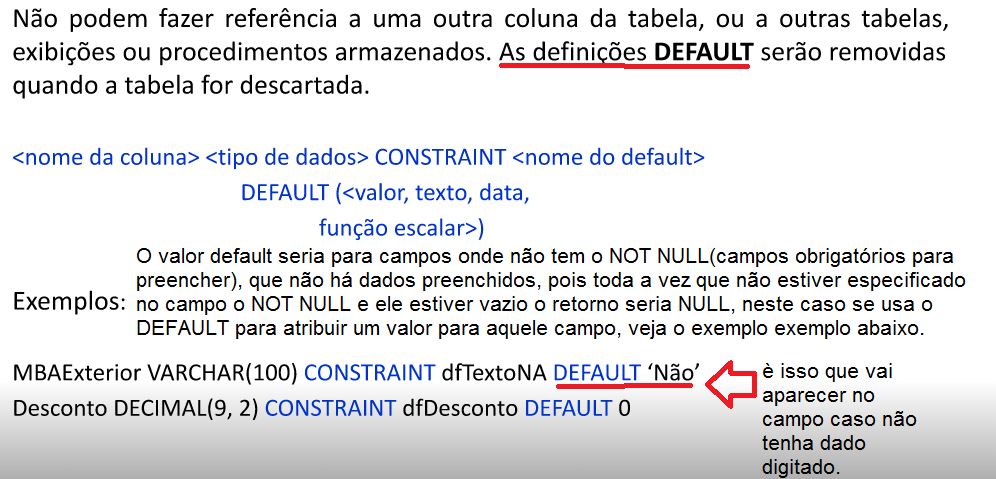 Não podem fazer referência a uma outra coluna da tabela, ou a outras tabelas,
exibições ou procedimentos armazenados. As definições DEFAULT serão removidas
quando a tabela for descartada.
<nome da coluna> <tipo de dados> CONSTRAINT <nome do default>
DEFAULT (<valor, texto, data,
função escalar>)
O valor default seria para campos onde não tem o NOT NULL(campos obrigatórios para
preencher), que não há dados preenchidos, pois toda a vez que não estiver especificado
no campo o NOT NULL e ele estiver vazio o retorno seria NULL, neste caso se usa o
DEFAULT para atribuir um valor para aquele campo, veja o exemplo exemplo abaixo.
Exemplos:
MBAExterior VARCHAR(100) CONSTRAINT dfTextoNA DEFAULT ‘Não’
Desconto DECIMAL(9, 2) CONSTRAINT dfDesconto DEFAULT 0
è isso que vai
aparecer no
campo caso não
tenha dado
digitado.